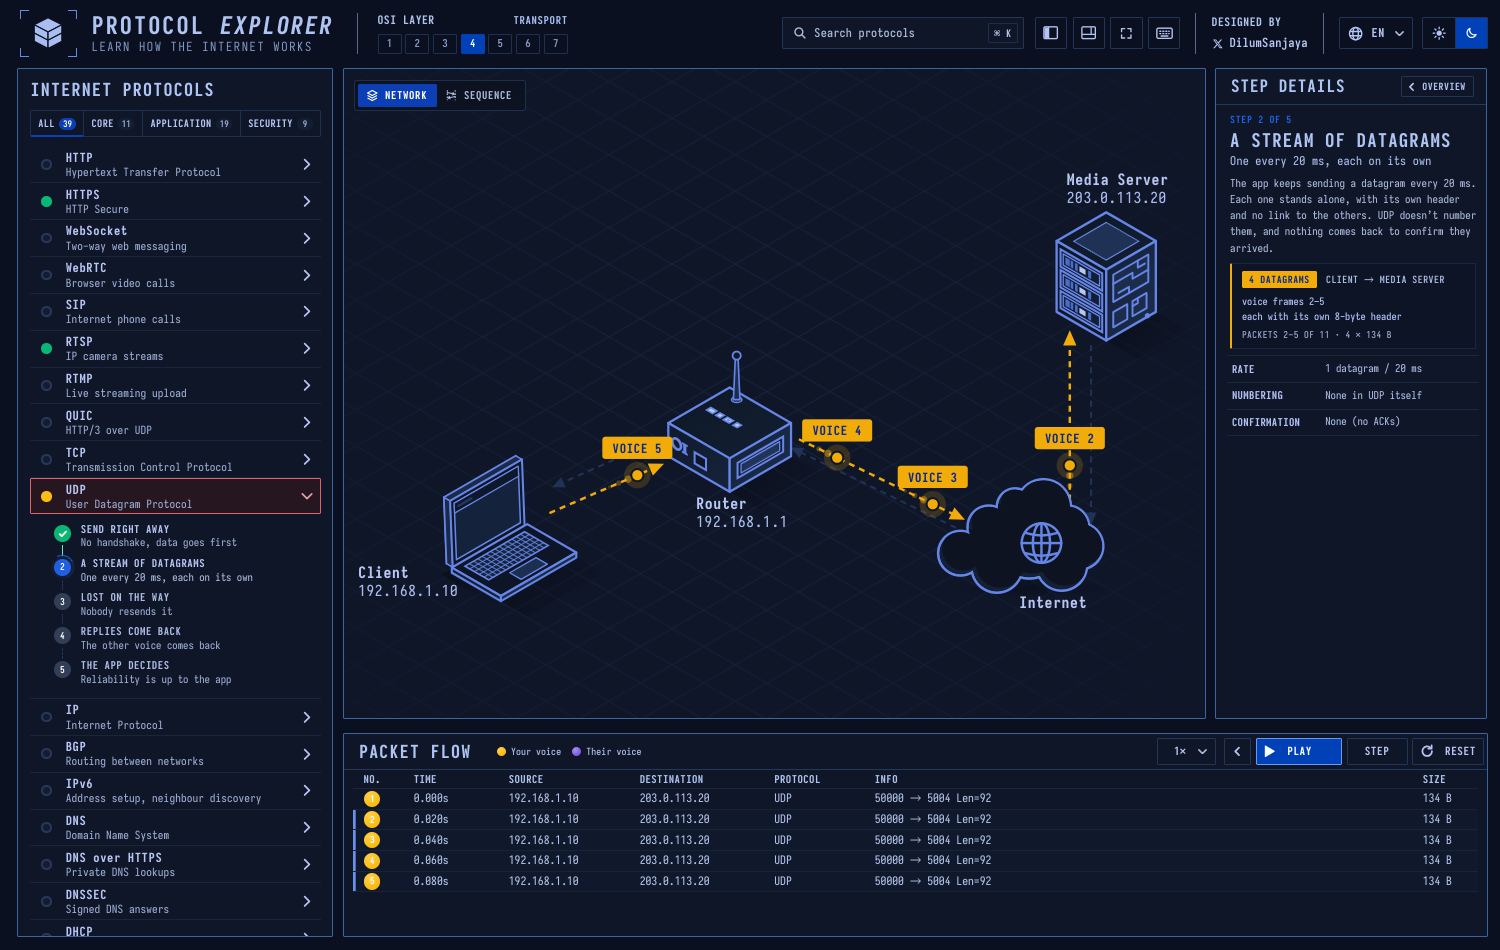 PROTOCOL EXPLORER
LEARN HOW THE INTERNET WORKS
OSI LAYER
TRANSPORT
1 2 3 4 5 6 7
Search protocols
⌘ K
DESIGNED BY
DilumSanjaya
EN
INTERNET PROTOCOLS
ALL 39
CORE 11
APPLICATION 19
SECURITY 9
HTTP
Hypertext Transfer Protocol
HTTPS
HTTP Secure
WebSocket
Two-way web messaging
WebRTC
Browser video calls
SIP
Internet phone calls
RTSP
IP camera streams
RTMP
Live streaming upload
QUIC
HTTP/3 over UDP
TCP
Transmission Control Protocol
UDP
User Datagram Protocol
SEND RIGHT AWAY
No handshake, data goes first
2
A STREAM OF DATAGRAMS
One every 20 ms, each on its own
3
LOST ON THE WAY
Nobody resends it
4
REPLIES COME BACK
The other voice comes back
5
THE APP DECIDES
Reliability is up to the app
IP
Internet Protocol
BGP
Routing between networks
IPv6
Address setup, neighbour discovery
DNS
Domain Name System
DNS over HTTPS
Private DNS lookups
DNSSEC
Signed DNS answers
DHCP
NETWORK
SEQUENCE
Media Server
203.0.113.20
VOICE 4
VOICE 2
VOICE 5
VOICE 3
Router
192.168.1.1
Client
192.168.1.10
Internet
STEP DETAILS
OVERVIEW
STEP 2 OF 5
A STREAM OF DATAGRAMS
One every 20 ms, each on its own
The app keeps sending a datagram every 20 ms.
Each one stands alone, with its own header
and no link to the others. UDP doesn't number
them, and nothing comes back to confirm they
arrived.
4 DATAGRAMS CLIENT → MEDIA SERVER
voice frames 2–5
each with its own 8-byte header
PACKETS 2–5 OF 11 · 4 × 134 B
RATE 1 datagram / 20 ms
NUMBERING None in UDP itself
CONFIRMATION None (no ACKs)
PACKET FLOW
Your voice
Their voice
1×
PLAY
STEP
RESET
NO. TIME SOURCE DESTINATION PROTOCOL INFO SIZE
1 0.000s 192.168.1.10 203.0.113.20 UDP 50000 → 5004 Len=92 134 B
2 0.020s 192.168.1.10 203.0.113.20 UDP 50000 → 5004 Len=92 134 B
3 0.040s 192.168.1.10 203.0.113.20 UDP 50000 → 5004 Len=92 134 B
4 0.060s 192.168.1.10 203.0.113.20 UDP 50000 → 5004 Len=92 134 B
5 0.080s 192.168.1.10 203.0.113.20 UDP 50000 → 5004 Len=92 134 B